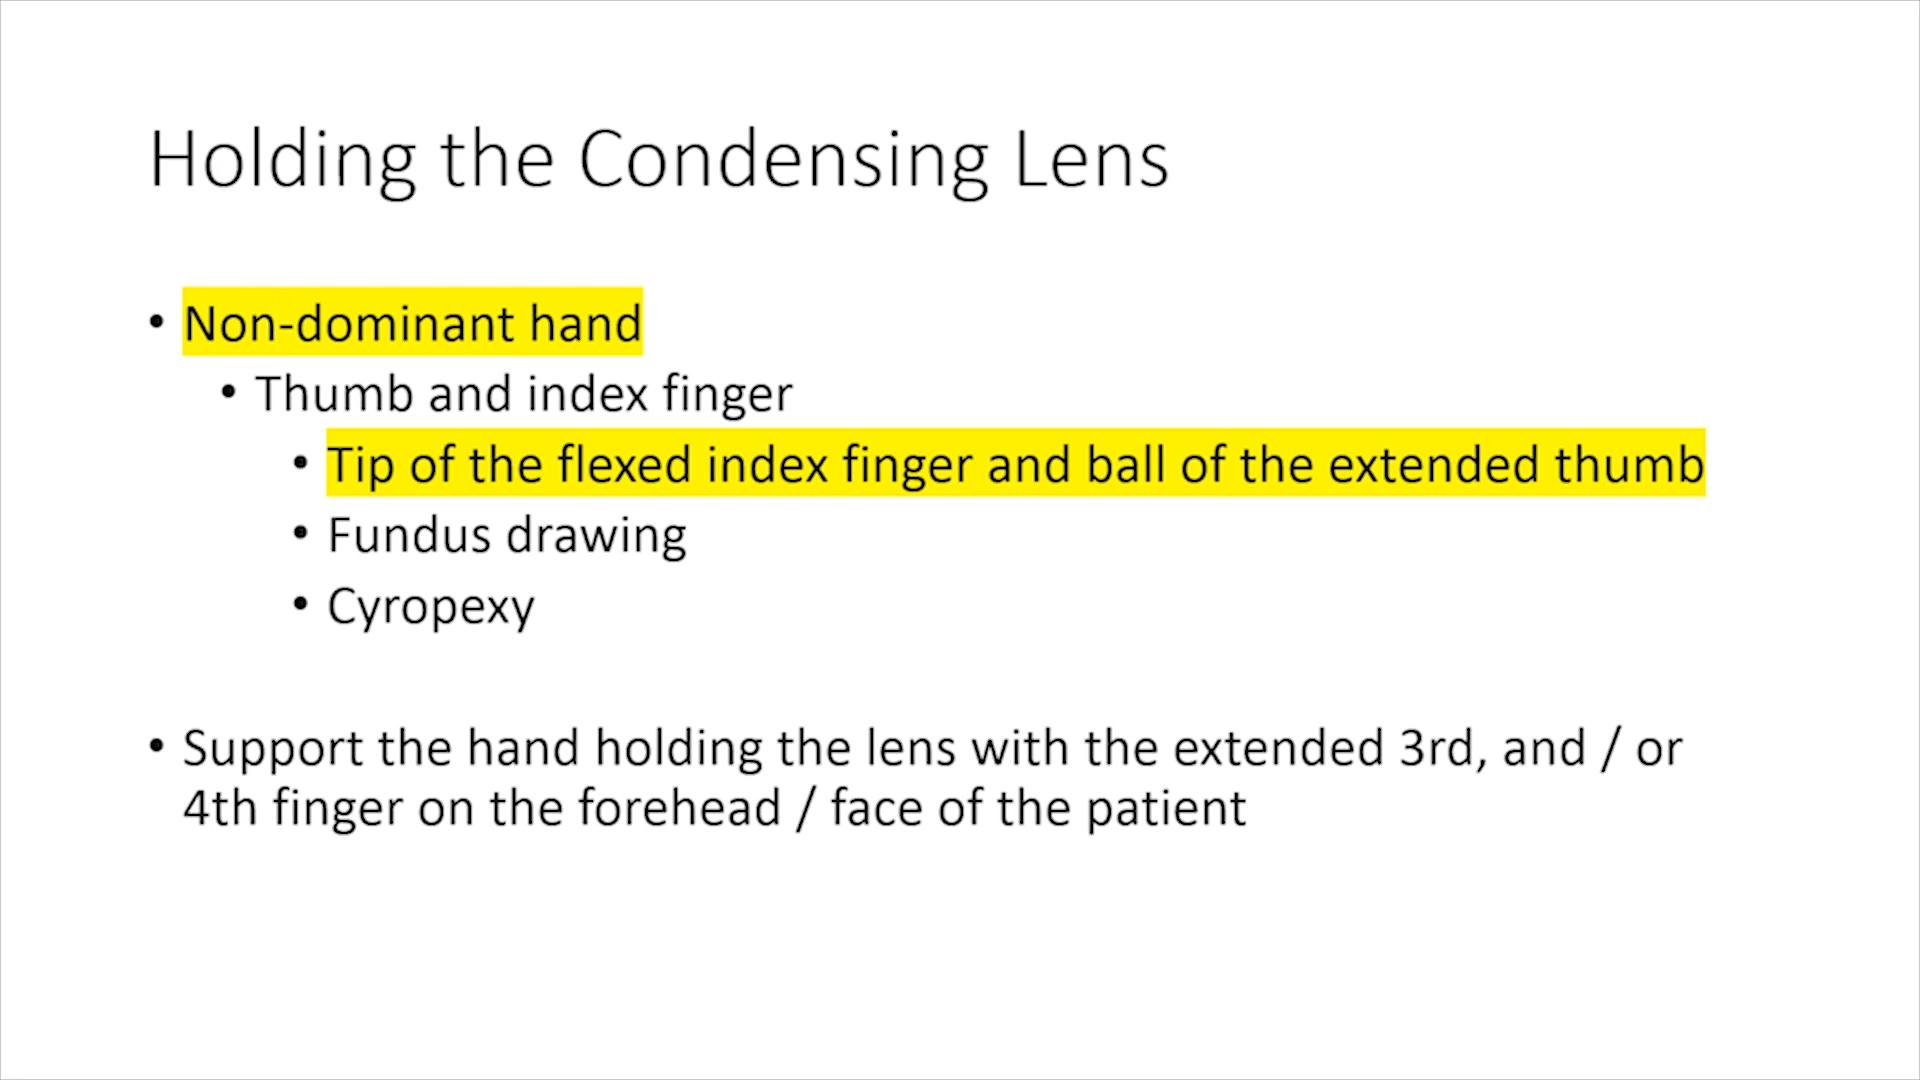 Holding the Condensing Lens
• Non-dominant hand
• Thumb and index finger
• Tip of the flexed index finger and ball of the extended thumb
• Fundus drawing
• Cyropexy
• Support the hand holding the lens with the extended 3rd, and / or
4th finger on the forehead / face of the patient